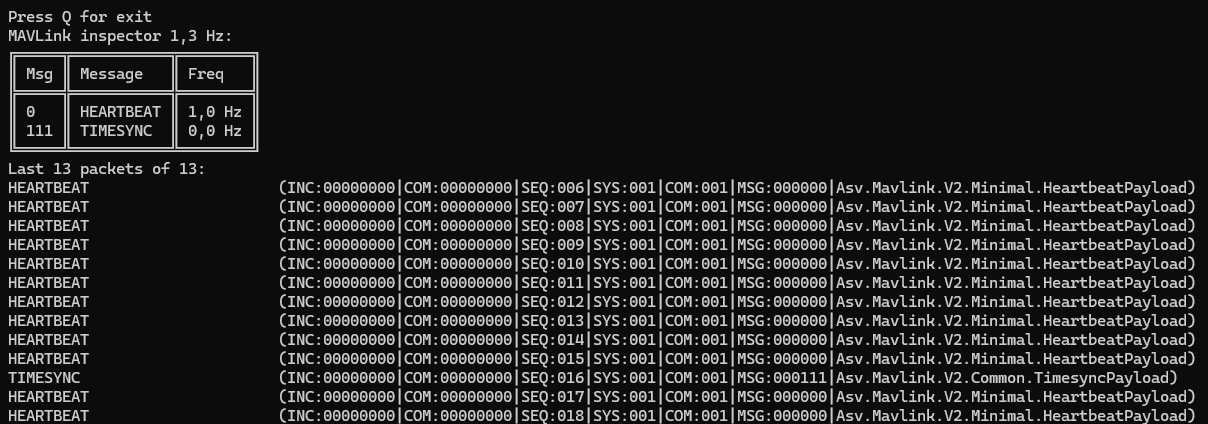 Press Q for exit
MAVLink inspector 1,3 Hz:
Msg Message Freq
0 HEARTBEAT 1,0 Hz
111 TIMESYNC 0,0 Hz
Last 13 packets of 13:
HEARTBEAT (INC:00000000|COM:00000000|SEQ:006|SYS:001|COM:001|MSG:000000|Asv.Mavlink.V2.Minimal.HeartbeatPayload)
HEARTBEAT (INC:00000000|COM:00000000|SEQ:007|SYS:001|COM:001|MSG:000000|Asv.Mavlink.V2.Minimal.HeartbeatPayload)
HEARTBEAT (INC:00000000|COM:00000000|SEQ:008|SYS:001|COM:001|MSG:000000|Asv.Mavlink.V2.Minimal.HeartbeatPayload)
HEARTBEAT (INC:00000000|COM:00000000|SEQ:009|SYS:001|COM:001|MSG:000000|Asv.Mavlink.V2.Minimal.HeartbeatPayload)
HEARTBEAT (INC:00000000|COM:00000000|SEQ:010|SYS:001|COM:001|MSG:000000|Asv.Mavlink.V2.Minimal.HeartbeatPayload)
HEARTBEAT (INC:00000000|COM:00000000|SEQ:011|SYS:001|COM:001|MSG:000000|Asv.Mavlink.V2.Minimal.HeartbeatPayload)
HEARTBEAT (INC:00000000|COM:00000000|SEQ:012|SYS:001|COM:001|MSG:000000|Asv.Mavlink.V2.Minimal.HeartbeatPayload)
HEARTBEAT (INC:00000000|COM:00000000|SEQ:013|SYS:001|COM:001|MSG:000000|Asv.Mavlink.V2.Minimal.HeartbeatPayload)
HEARTBEAT (INC:00000000|COM:00000000|SEQ:014|SYS:001|COM:001|MSG:000000|Asv.Mavlink.V2.Minimal.HeartbeatPayload)
HEARTBEAT (INC:00000000|COM:00000000|SEQ:015|SYS:001|COM:001|MSG:000000|Asv.Mavlink.V2.Minimal.HeartbeatPayload)
TIMESYNC (INC:00000000|COM:00000000|SEQ:016|SYS:001|COM:001|MSG:000111|Asv.Mavlink.V2.Common.TimesyncPayload)
HEARTBEAT (INC:00000000|COM:00000000|SEQ:017|SYS:001|COM:001|MSG:000000|Asv.Mavlink.V2.Minimal.HeartbeatPayload)
HEARTBEAT (INC:00000000|COM:00000000|SEQ:018|SYS:001|COM:001|MSG:000000|Asv.Mavlink.V2.Minimal.HeartbeatPayload)